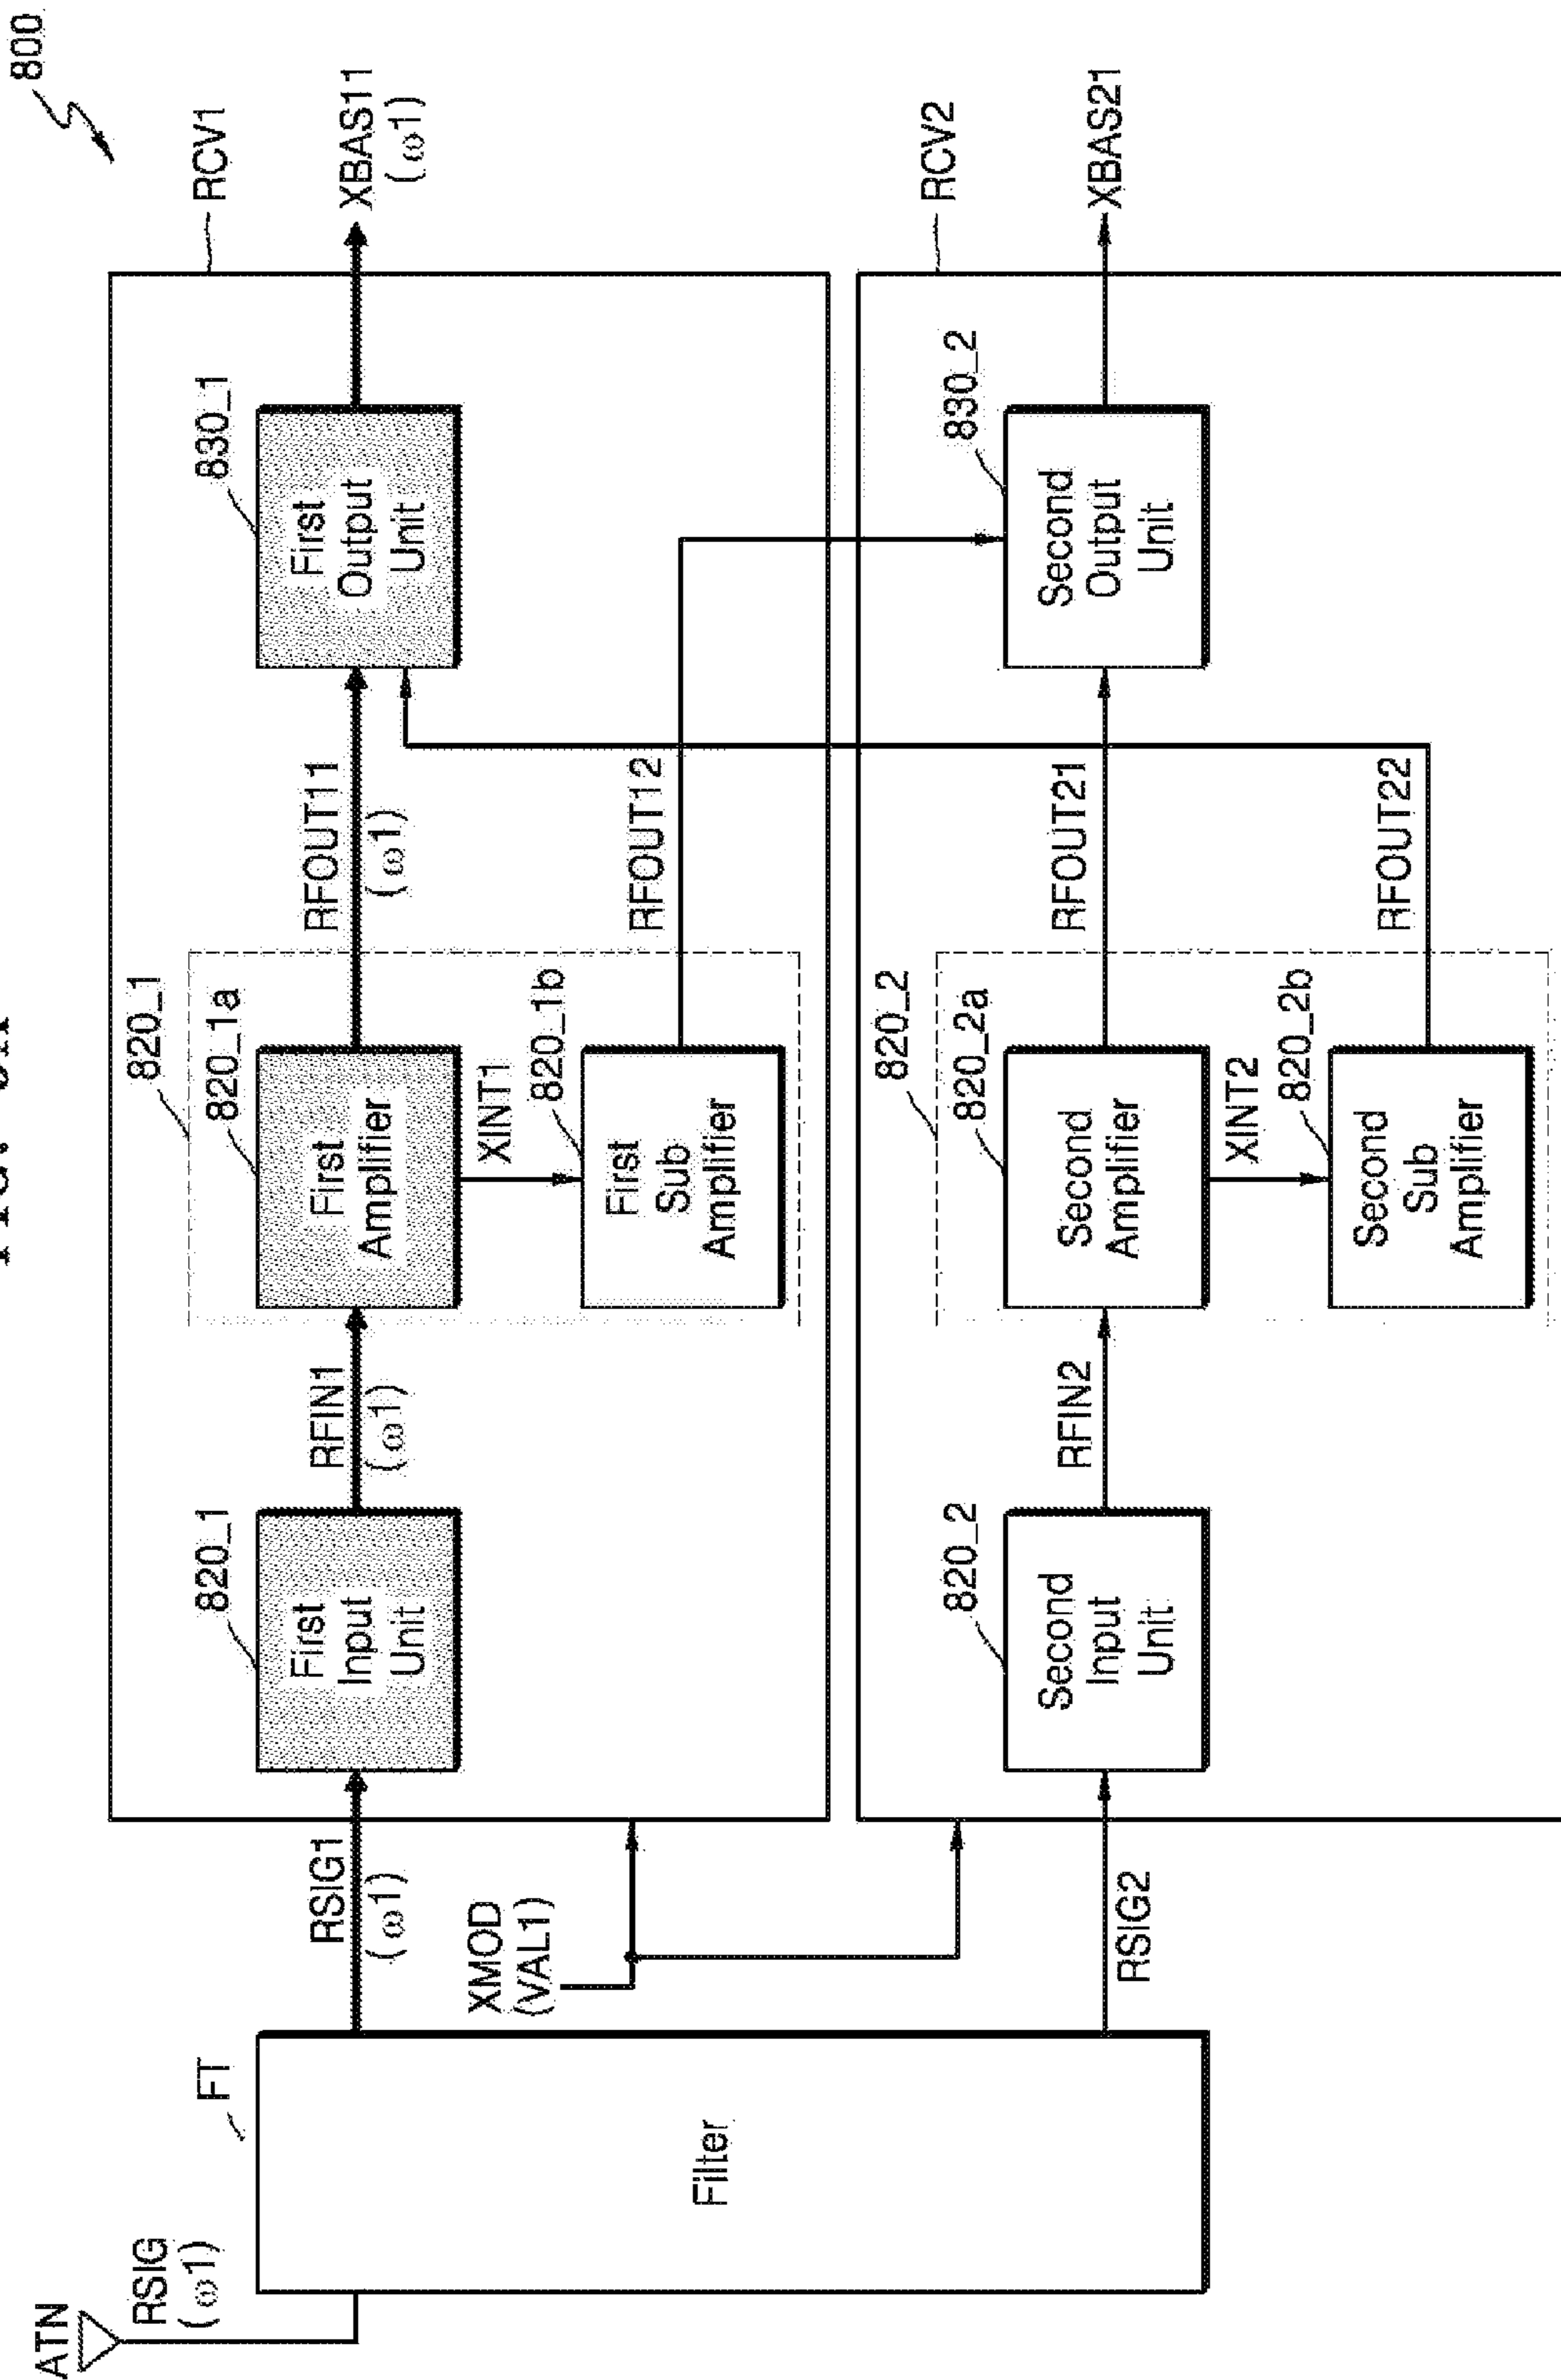 800
ATN
RSIG
(ω1)
FT
Filter
RSIG1
(ω1)
XMOD
(VAL1)
RSIG2
RCV1
820_1
First
Input
Unit
RFIN1
(ω1)
820_1
820_1a
First
Amplifier
XINT1
820_1b
First
Sub
Amplifier
RFOUT11
(ω1)
RFOUT12
830_1
First
Output
Unit
XBAS11
(ω1)
RCV2
820_2
Second
Input
Unit
RFIN2
820_2
820_2a
Second
Amplifier
XINT2
820_2b
Second
Sub
Amplifier
RFOUT21
RFOUT22
830_2
Second
Output
Unit
XBAS21